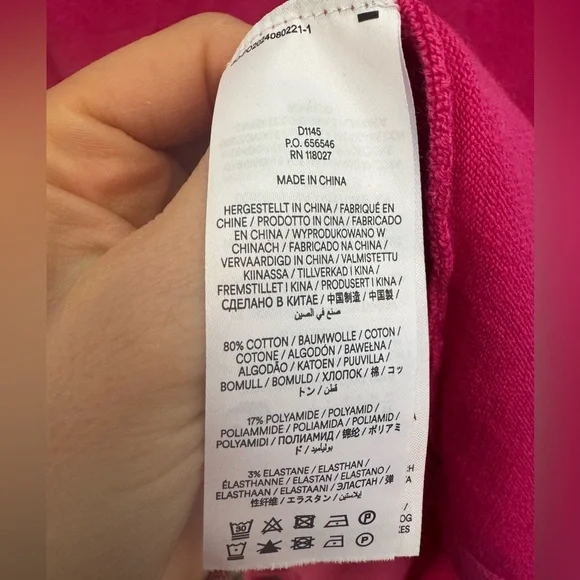 2024080221-1
D1145
P.O. 656546
RN 118027
MADE IN CHINA
HERGESTELLT IN CHINA / FABRIQUÉ EN
CHINE / PRODOTTO IN CINA / FABRICADO
EN CHINA / WYPRODUKOWANO W
CHINACH / FABRICADO NA CHINA /
VERVAARDIGD IN CHINA / VALMISTETTU
KIINASSA / TILLVERKAD I KINA /
FREMSTILLET I KINA / PRODUSERT I KINA /
СДЕЛАНО В КИТАЕ / 中国制造 / 中国製 /
صنع في الصين
80% COTTON / BAUMWOLLE / COTON /
COTONE / ALGODÓN / BAWEŁNA /
ALGODÃO / KATOEN / PUUVILLA /
BOMULL / BOMULD / ХЛОПОК / 棉 / コッ
トン / قطن
17% POLYAMIDE / POLYAMID /
POLIAMMIDE / POLIAMIDA / POLIAMID /
POLYAMIDI / ПОЛИАМИД / 锦纶 / ポリアミ
ド / بوليأميد
3% ELASTANE / ELASTHAN /
ÉLASTHANNE / ELASTAN / ELASTANO /
ELASTHAAN / ELASTAANI / ЭЛАСТАН / 弹
性纤维 / エラスタン / إيلاستين
30
P